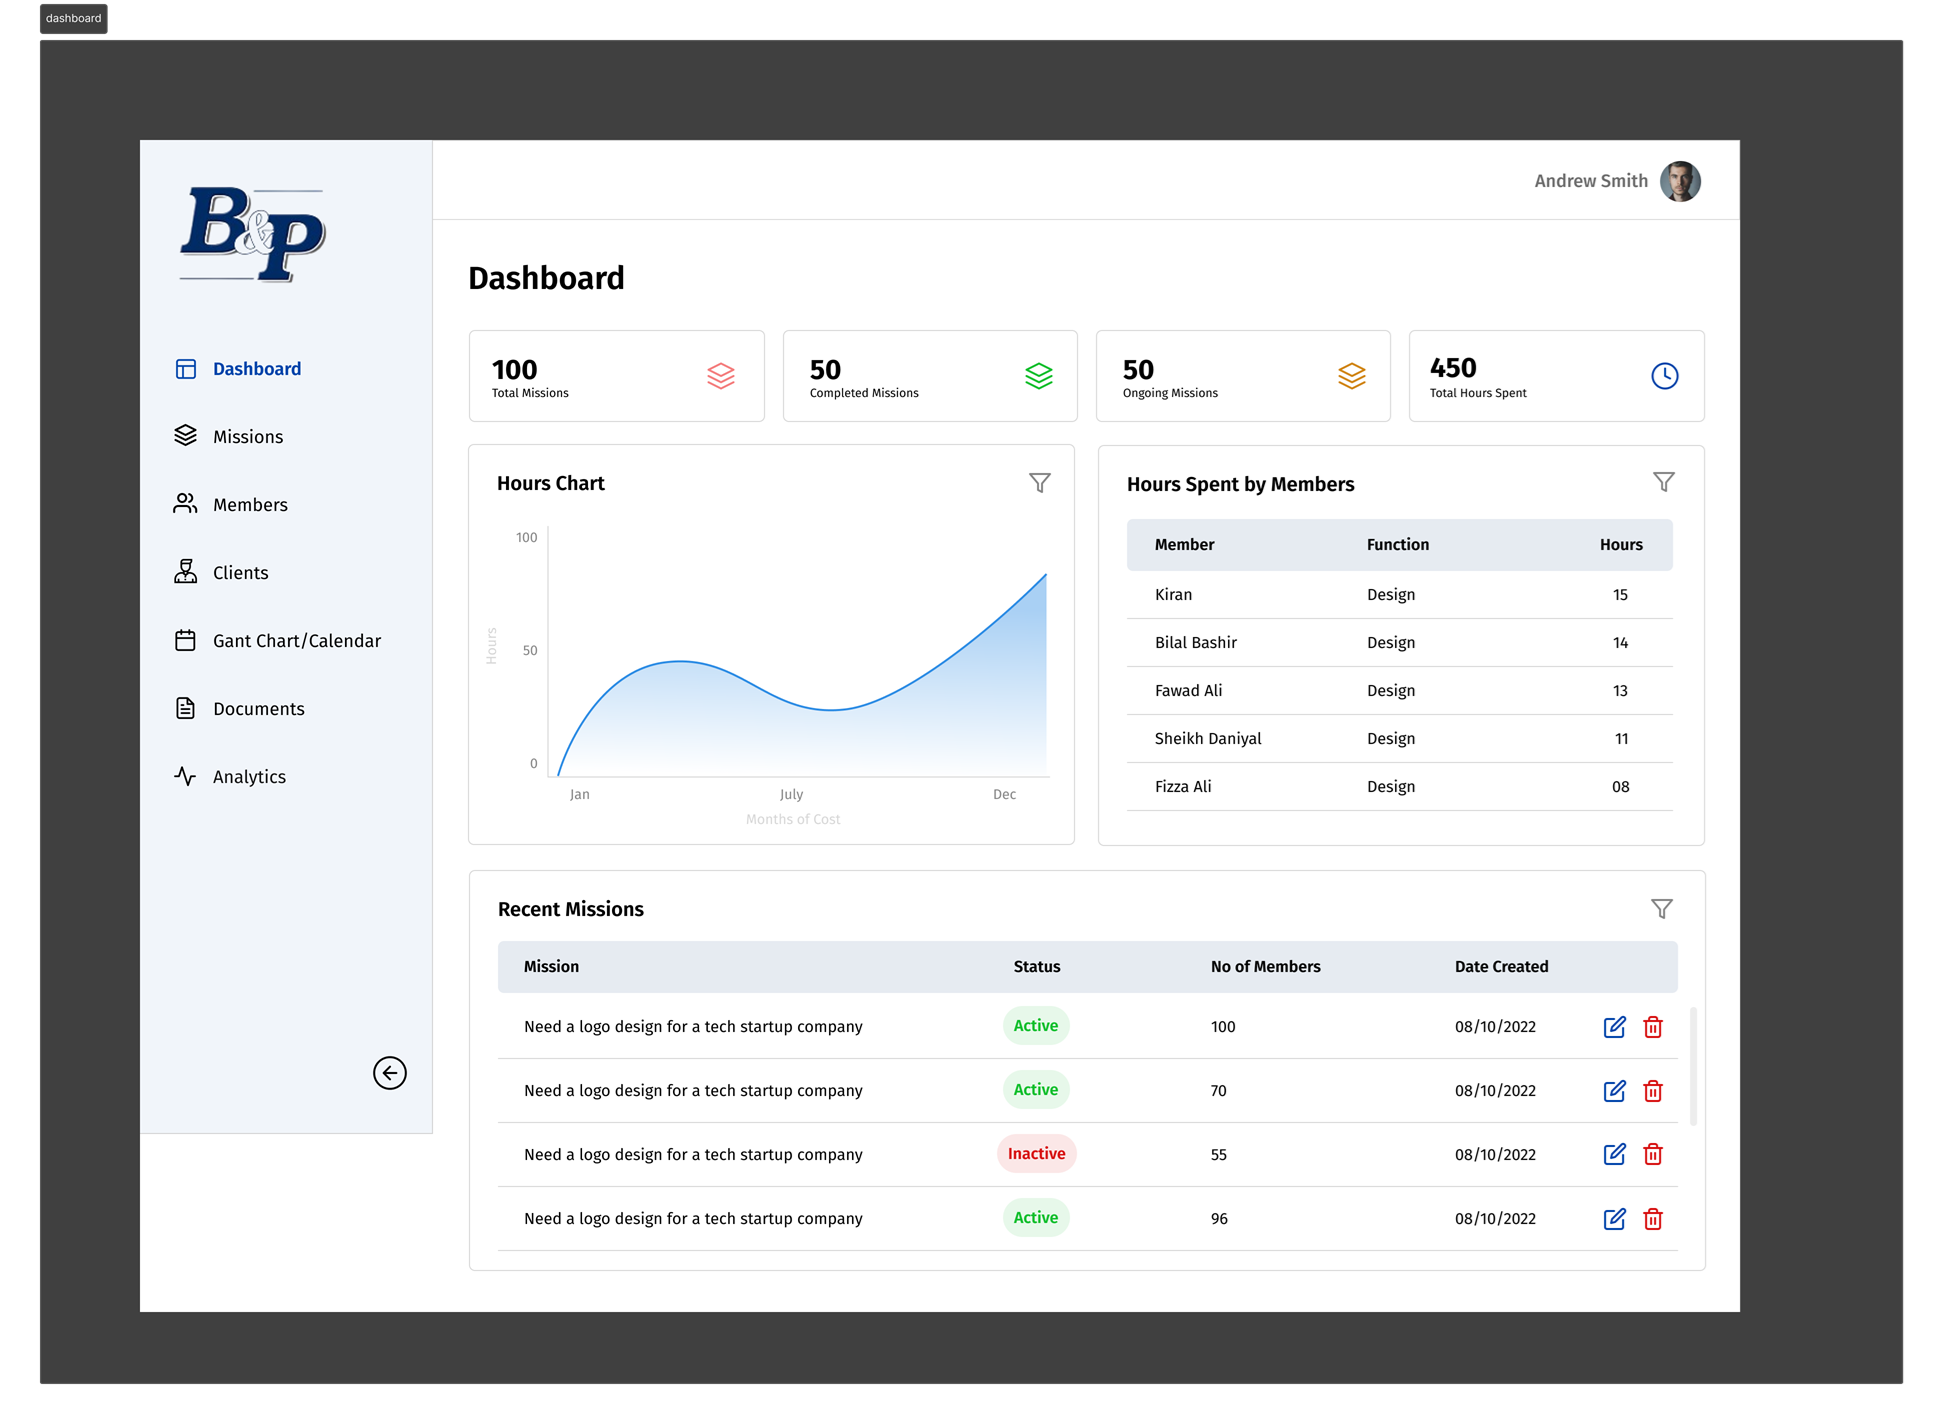 dashboard
B&P
Andrew Smith
Dashboard
Missions
Members
Clients
Gant Chart/Calendar
Documents
Analytics
Dashboard
100
Total Missions
50
Completed Missions
50
Ongoing Missions
450
Total Hours Spent
Hours Chart
100
50
0
Hours
Jan July Dec
Months of Cost
Hours Spent by Members
Member Function Hours
Kiran Design 15
Bilal Bashir Design 14
Fawad Ali Design 13
Sheikh Daniyal Design 11
Fizza Ali Design 08
Recent Missions
Mission Status No of Members Date Created
Need a logo design for a tech startup company Active 100 08/10/2022
Need a logo design for a tech startup company Active 70 08/10/2022
Need a logo design for a tech startup company Inactive 55 08/10/2022
Need a logo design for a tech startup company Active 96 08/10/2022